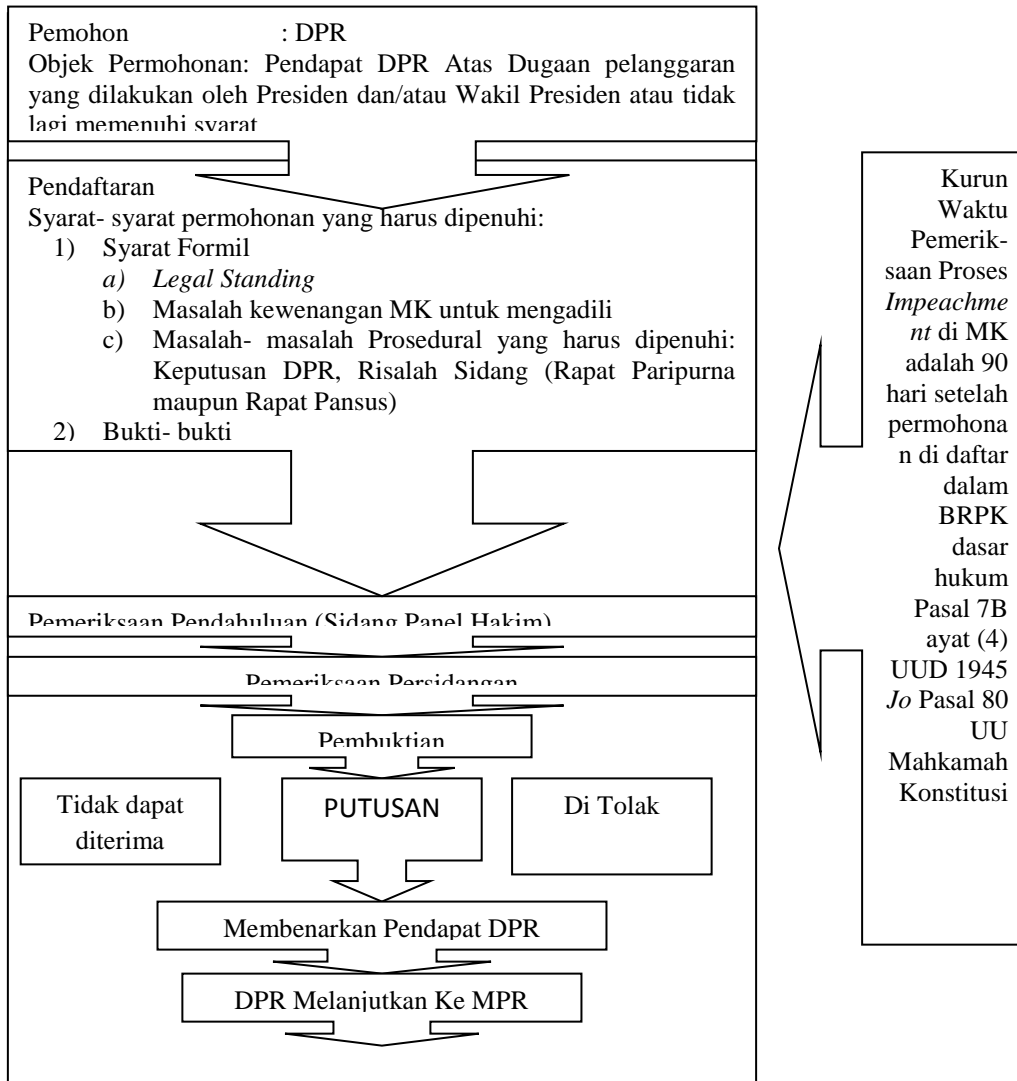 Pemohon : DPR
Objek Permohonan: Pendapat DPR Atas Dugaan pelanggaran
yang dilakukan oleh Presiden dan/atau Wakil Presiden atau tidak
lagi memenuhi syarat
Pendaftaran
Syarat- syarat permohonan yang harus dipenuhi:
1) Syarat Formil
a) Legal Standing
b) Masalah kewenangan MK untuk mengadili
c) Masalah- masalah Prosedural yang harus dipenuhi:
Keputusan DPR, Risalah Sidang (Rapat Paripurna
maupun Rapat Pansus)
2) Bukti- bukti
Pemeriksaan Pendahuluan (Sidang Panel Hakim)
Pemeriksaan Persidangan
Pembuktian
Tidak dapat
diterima
PUTUSAN
Di Tolak
Membenarkan Pendapat DPR
DPR Melanjutkan Ke MPR
Kurun
Waktu
Pemerik-
saan Proses
Impeachme
nt di MK
adalah 90
hari setelah
permohona
n di daftar
dalam
BRPK
dasar
hukum
Pasal 7B
ayat (4)
UUD 1945
Jo Pasal 80
UU
Mahkamah
Konstitusi